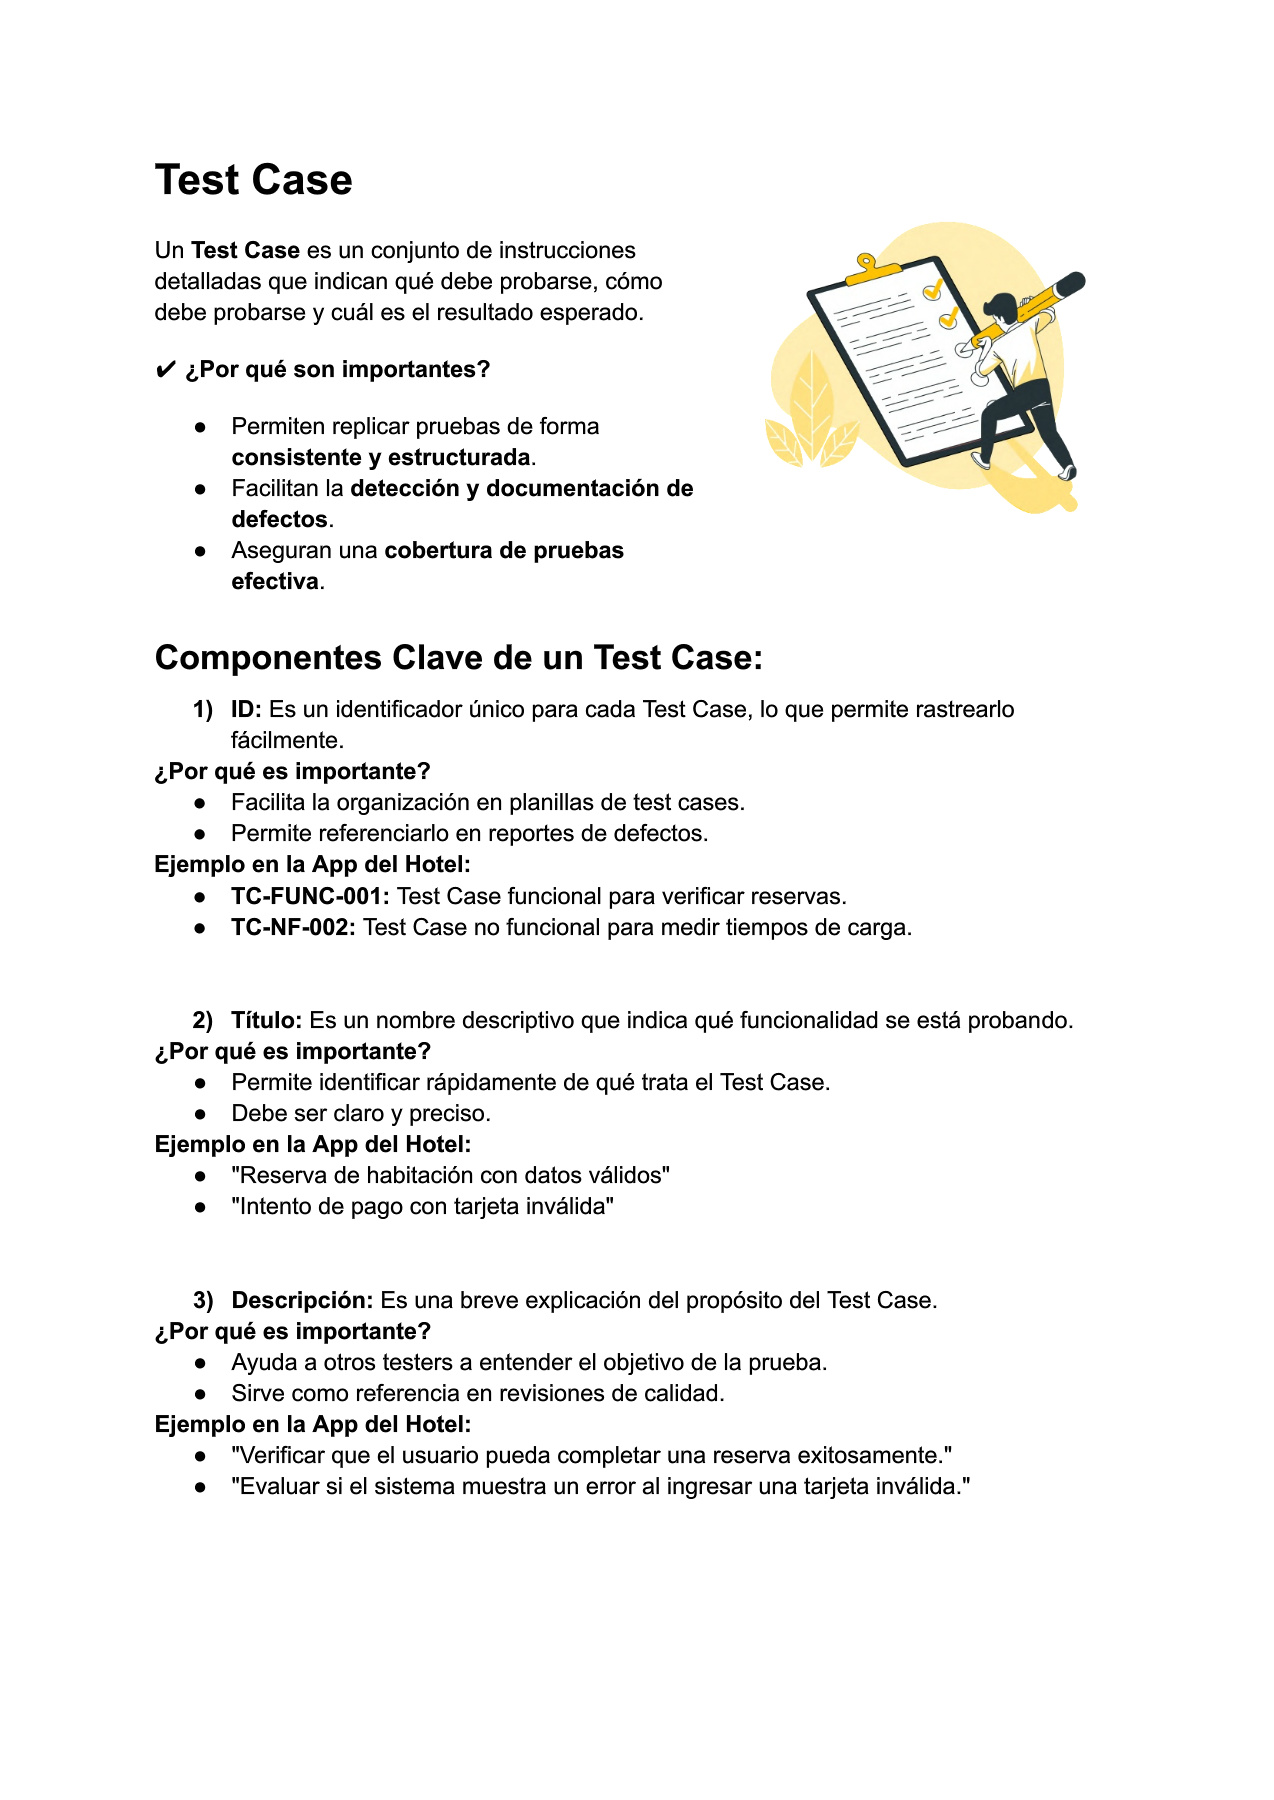 Test Case
Un Test Case es un conjunto de instrucciones
detalladas que indican qué debe probarse, cómo
debe probarse y cuál es el resultado esperado.
✔ ¿Por qué son importantes?
● Permiten replicar pruebas de forma
consistente y estructurada.
● Facilitan la detección y documentación de
defectos.
● Aseguran una cobertura de pruebas
efectiva.
Componentes Clave de un Test Case:
1) ID: Es un identificador único para cada Test Case, lo que permite rastrearlo
fácilmente.
¿Por qué es importante?
● Facilita la organización en planillas de test cases.
● Permite referenciarlo en reportes de defectos.
Ejemplo en la App del Hotel:
● TC-FUNC-001: Test Case funcional para verificar reservas.
● TC-NF-002: Test Case no funcional para medir tiempos de carga.
2) Título: Es un nombre descriptivo que indica qué funcionalidad se está probando.
¿Por qué es importante?
● Permite identificar rápidamente de qué trata el Test Case.
● Debe ser claro y preciso.
Ejemplo en la App del Hotel:
● "Reserva de habitación con datos válidos"
● "Intento de pago con tarjeta inválida"
3) Descripción: Es una breve explicación del propósito del Test Case.
¿Por qué es importante?
● Ayuda a otros testers a entender el objetivo de la prueba.
● Sirve como referencia en revisiones de calidad.
Ejemplo en la App del Hotel:
● "Verificar que el usuario pueda completar una reserva exitosamente."
● "Evaluar si el sistema muestra un error al ingresar una tarjeta inválida."